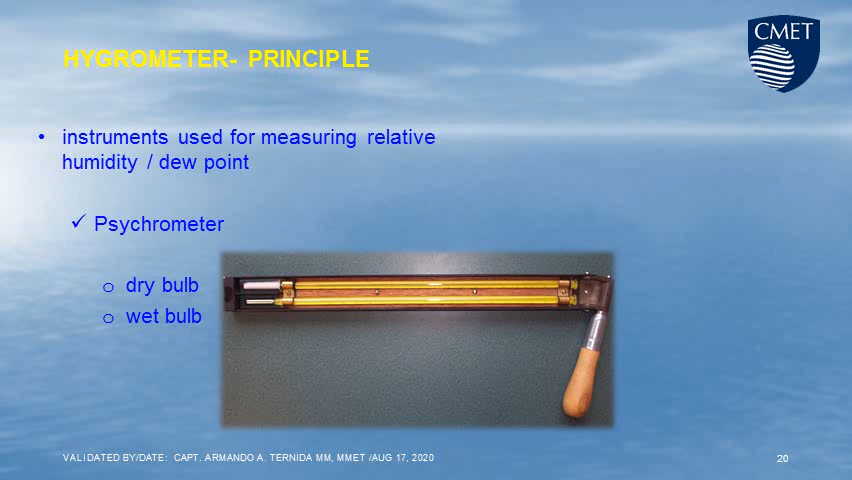 CMET
HYGROMETER- PRINCIPLE
• instruments used for measuring relative
humidity / dew point
✓ Psychrometer
o dry bulb
o wet bulb
VALIDATED BY/DATE: CAPT. ARMANDO A. TERNIDA MM, MMET /AUG 17, 2020
20